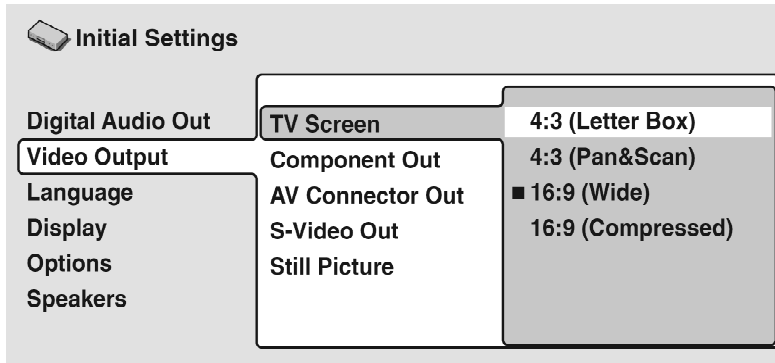 Initial Settings
Digital Audio Out
Video Output
Language
Display
Options
Speakers
TV Screen
Component Out
AV Connector Out
S-Video Out
Still Picture
4:3 (Letter Box)
4:3 (Pan&Scan)
■ 16:9 (Wide)
16:9 (Compressed)